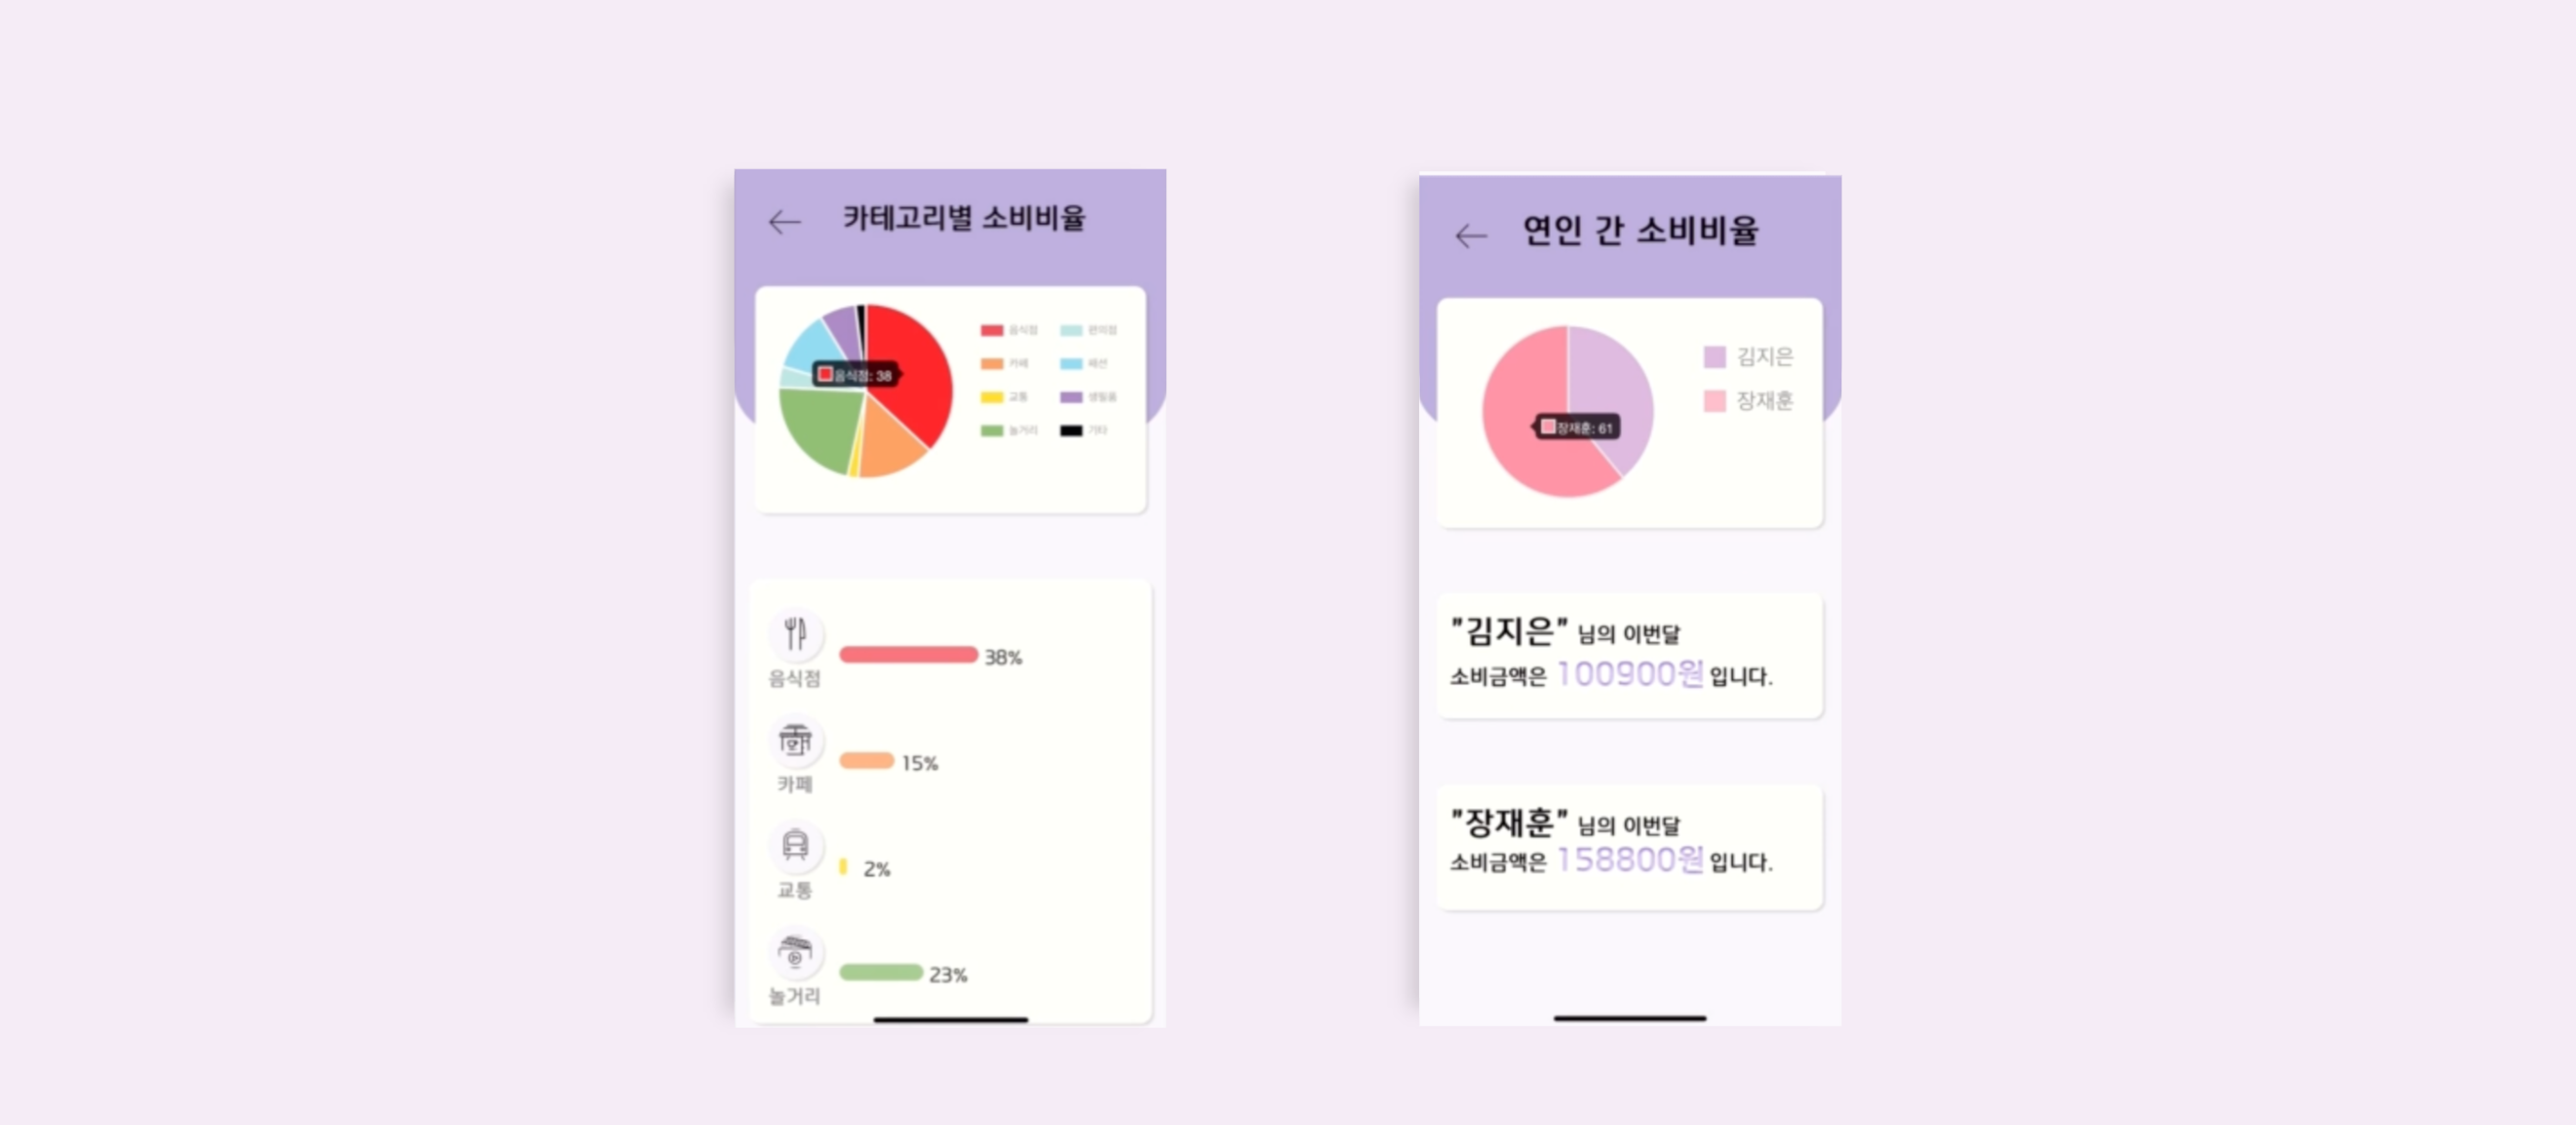 카테고리별 소비비율
음식점: 38
음식점
편의점
카페
패션
교통
생필품
놀거리
기타
음식점
38%
카페
15%
교통
2%
놀거리
23%
연인 간 소비비율
장재훈: 61
김지은
장재훈
"김지은" 님의 이번달
소비금액은 100900원 입니다.
"장재훈" 님의 이번달
소비금액은 158800원 입니다.